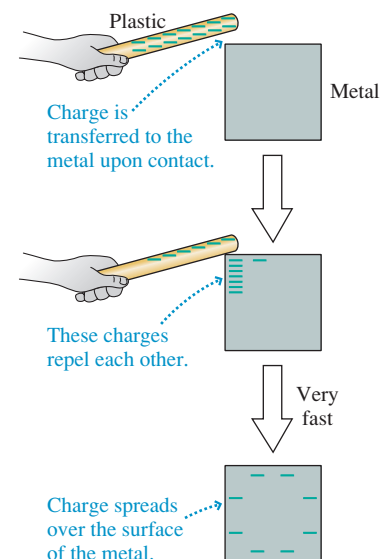 Plastic
Metal
Charge is
transferred to the
metal upon contact.
These charges
repel each other.
Very
fast
Charge spreads
over the surface
of the metal.